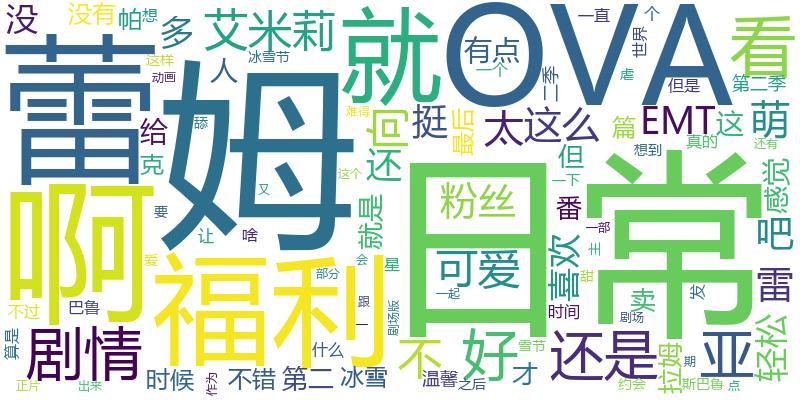 没
没有
帕
想
多
艾米莉
就
OVA
有点
一个
二季
一直
世界
个
看
蕾
姆
人
冰雪节
这样
动画
虐
但是
第二季
给
克
舔
难得
向
挺
最后
太
这么
篇
EMT
这
萌
还
这个
但
想到
真的
还有
啊
福利
日常
粉丝
可爱
一下
番
喜欢
一部
主
甜
感觉
吧
又
要
让
啥
就是
爱
巴鲁
不过
部分
会
星
跟
一
剧场版
一起
时间
卖
剧场
发
雷
轻松
算是
剧情
什么
不
好
雪节
还是
亚
拉姆
期
正片
出来
时候
作为
不错
第二
冰雪
温馨
之后
才
约会
斯巴鲁
点